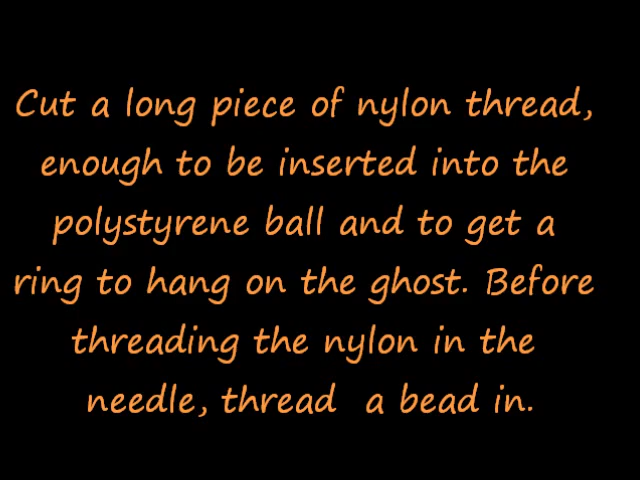 Cut a long piece of nylon thread,
enough to be inserted into the
polystyrene ball and to get a
ring to hang on the ghost. Before
threading the nylon in the
needle, thread  a bead in.